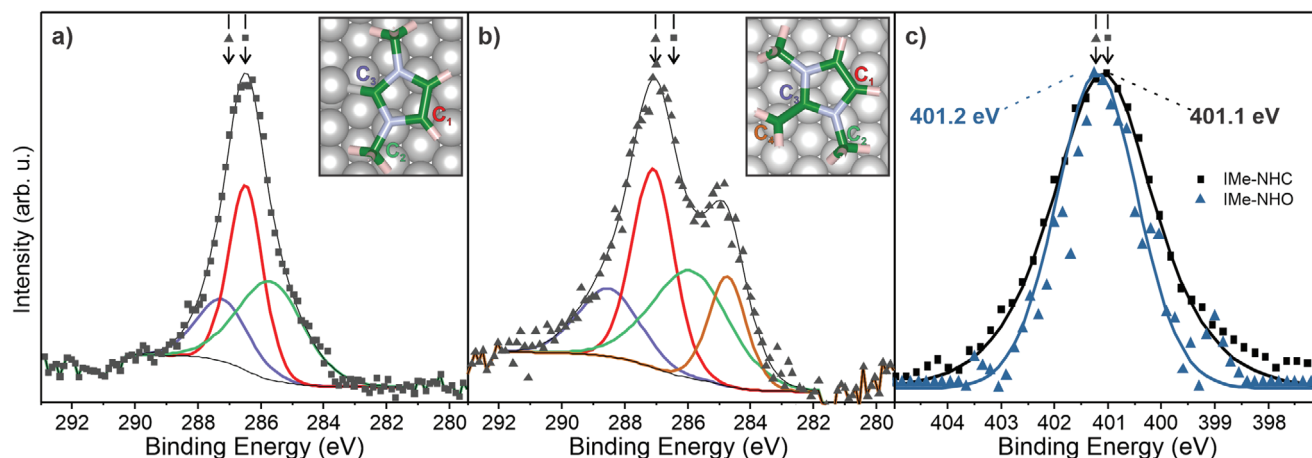 a)
C₃
C₁
C₂
Intensity (arb. u.)
292 290 288 286 284 282 280
Binding Energy (eV)
b)
C₁
C₃
C₄
C₂
292 290 288 286 284 282 280
Binding Energy (eV)
c)
401.2 eV
401.1 eV
IMe-NHC
IMe-NHO
404 403 402 401 400 399 398
Binding Energy (eV)